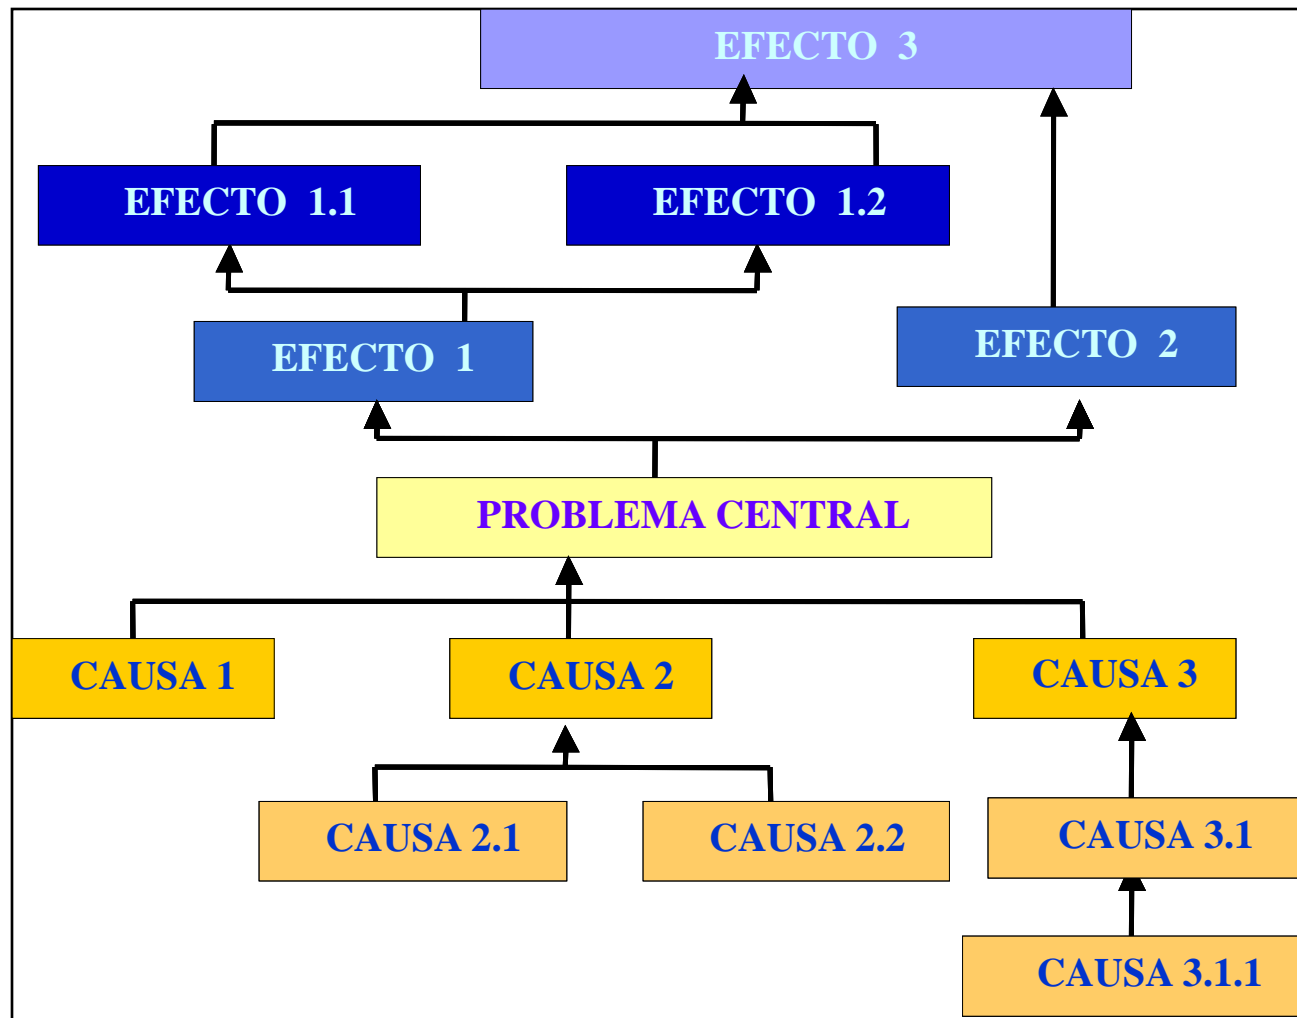 EFECTO 3
EFECTO 1.1
EFECTO 1.2
EFECTO 1
EFECTO 2
PROBLEMA CENTRAL
CAUSA 1
CAUSA 2
CAUSA 3
CAUSA 2.1
CAUSA 2.2
CAUSA 3.1
CAUSA 3.1.1